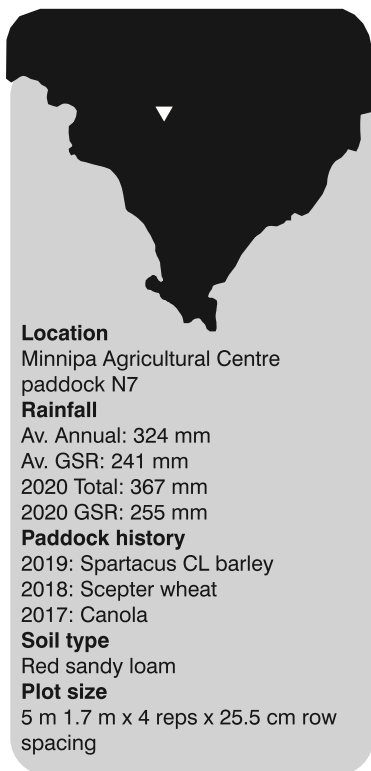 Location
Minnipa Agricultural Centre
paddock N7
Rainfall
Av. Annual: 324 mm
Av. GSR: 241 mm
2020 Total: 367 mm
2020 GSR: 255 mm
Paddock history
2019: Spartacus CL barley
2018: Scepter wheat
2017: Canola
Soil type
Red sandy loam
Plot size
5 m 1.7 m x 4 reps x 25.5 cm row
spacing